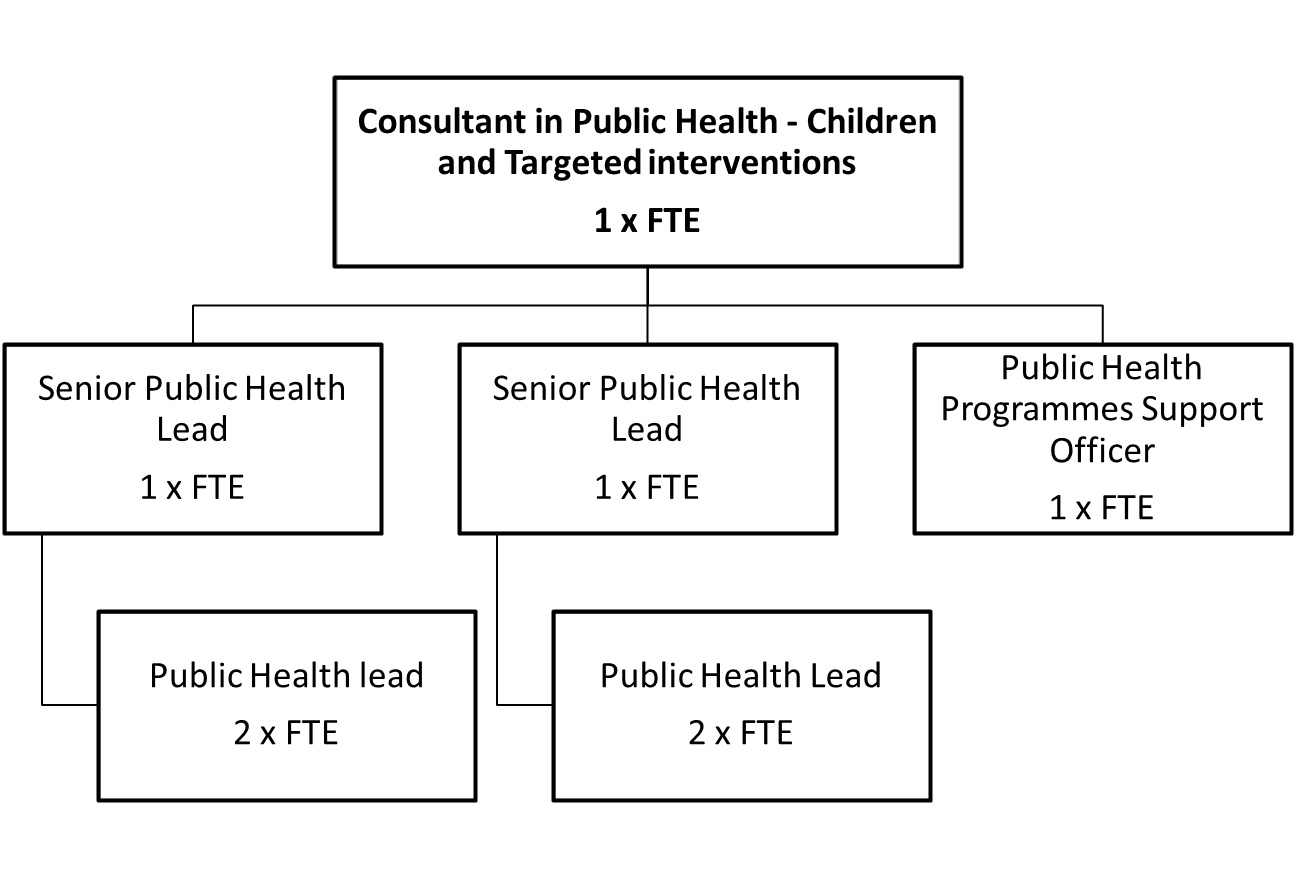 Consultant in Public Health - Children
and Targeted interventions
1 x FTE
Senior Public Health
Lead
1 x FTE
Senior Public Health
Lead
1 x FTE
Public Health
Programmes Support
Officer
1 x FTE
Public Health lead
2 x FTE
Public Health Lead
2 x FTE